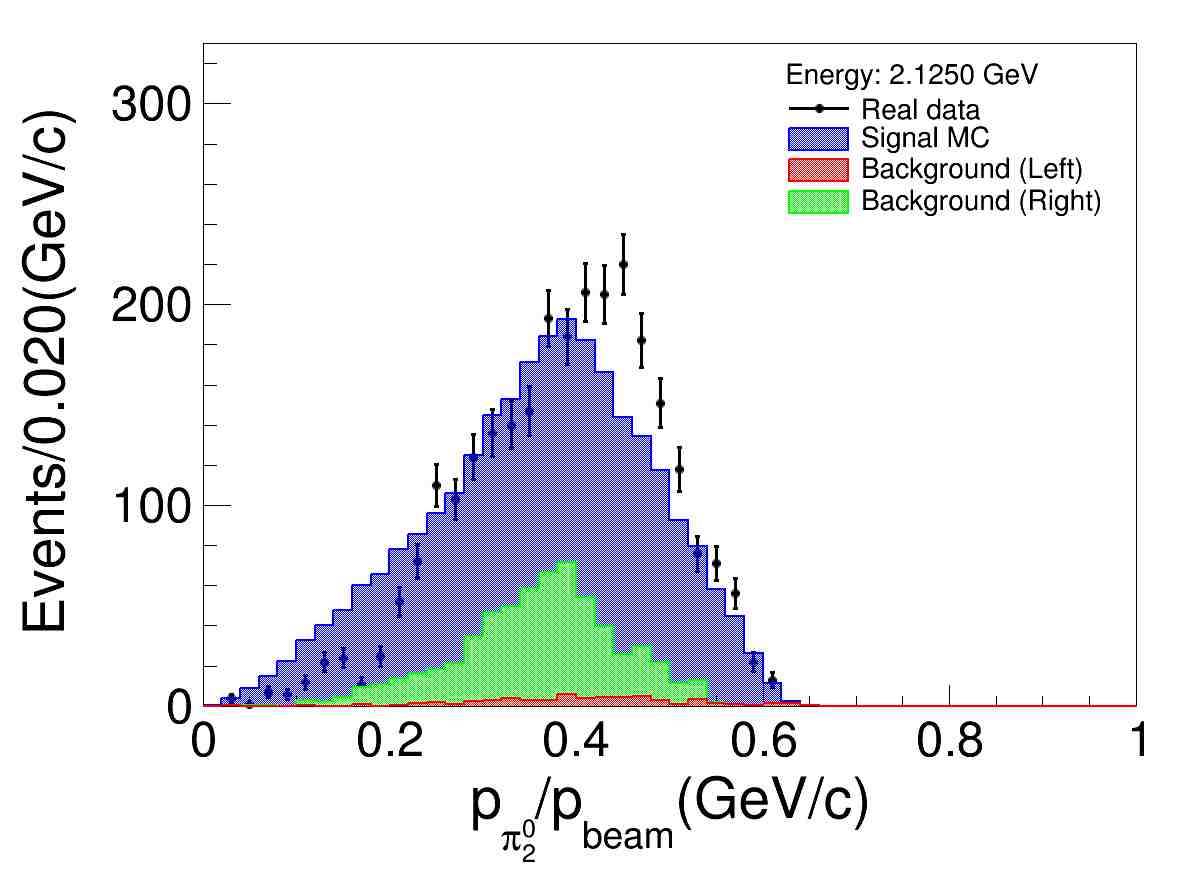 Energy: 2.1250 GeV
Real data
Signal MC
Background (Left)
Background (Right)
Events/0.020(GeV/c)
300
200
100
0
0 0.2 0.4 0.6 0.8 1
p_{π^0_2}/p_{beam}(GeV/c)